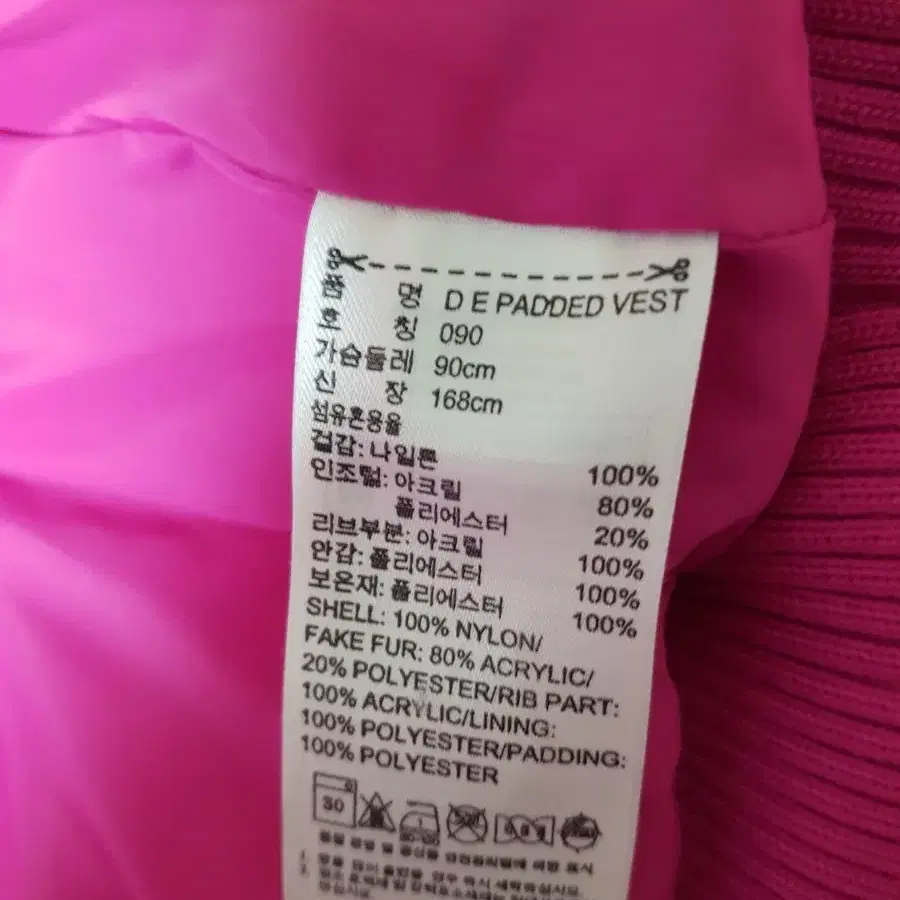 품 명 D E PADDED VEST
호 칭 090
가슴둘레 90cm
신 장 168cm
섬유혼용율
겉감: 나일론 100%
인조털: 아크릴 80%
폴리에스터 20%
리브부분: 아크릴 100%
안감: 폴리에스터 100%
보온재: 폴리에스터 100%
SHELL: 100% NYLON/
FAKE FUR: 80% ACRYLIC/
20% POLYESTER/RIB PART:
100% ACRYLIC/LINING:
100% POLYESTER/PADDING:
100% POLYESTER
30